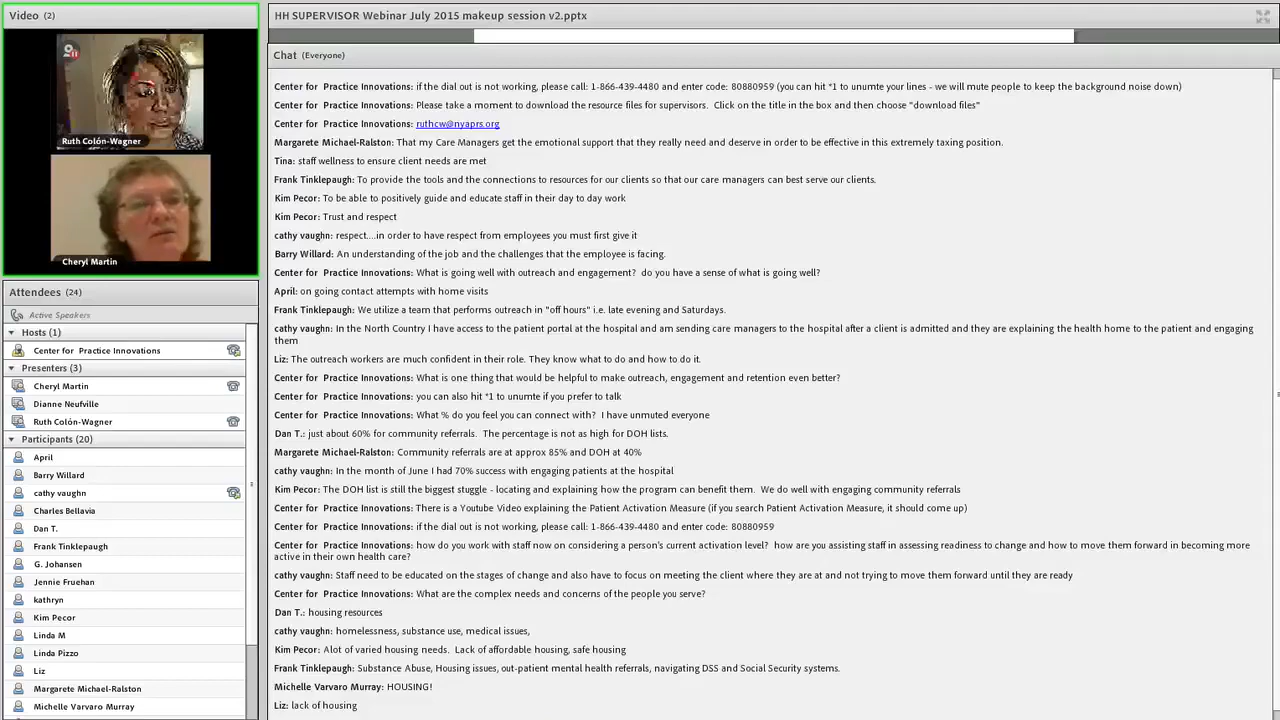 Video (2)
Ruth Colón-Wagner
Cheryl Martin
Attendees (24)
Active Speakers
Hosts (1)
Center for Practice Innovations
Presenters (3)
Cheryl Martin
Dianne Neufville
Ruth Colón-Wagner
Participants (20)
April
Barry Willard
cathy vaughn
Charles Bellavia
Dan T.
Frank Tinklepaugh
G. Johansen
Jennie Fruehan
kathryn
Kim Pecor
Linda M
Linda Pizzo
Liz
Margarete Michael-Ralston
Michelle Varvaro Murray
HH SUPERVISOR Webinar July 2015 makeup session v2.pptx
Chat (Everyone)
Center for Practice Innovations: if the dial out is not working, please call: 1-866-439-4480 and enter code: 80880959 (you can hit *1 to unumte your lines - we will mute people to keep the background noise down)
Center for Practice Innovations: Please take a moment to download the resource files for supervisors. Click on the title in the box and then choose "download files"
Center for Practice Innovations: ruthcw@nyaprs.org
Margarete Michael-Ralston: That my Care Managers get the emotional support that they really need and deserve in order to be effective in this extremely taxing position.
Tina: staff wellness to ensure client needs are met
Frank Tinklepaugh: To provide the tools and the connections to resources for our clients so that our care managers can best serve our clients.
Kim Pecor: To be able to positively guide and educate staff in their day to day work
Kim Pecor: Trust and respect
cathy vaughn: respect....in order to have respect from employees you must first give it
Barry Willard: An understanding of the job and the challenges that the employee is facing.
Center for Practice Innovations: What is going well with outreach and engagement? do you have a sense of what is going well?
April: on going contact attempts with home visits
Frank Tinklepaugh: We utilize a team that performs outreach in "off hours" i.e. late evening and Saturdays.
cathy vaughn: In the North Country I have access to the patient portal at the hospital and am sending care managers to the hospital after a client is admitted and they are explaining the health home to the patient and engaging
them
Liz: The outreach workers are much confident in their role. They know what to do and how to do it.
Center for Practice Innovations: What is one thing that would be helpful to make outreach, engagement and retention even better?
Center for Practice Innovations: you can also hit *1 to unumte if you prefer to talk
Center for Practice Innovations: What % do you feel you can connect with? I have unmuted everyone
Dan T.: just about 60% for community referrals. The percentage is not as high for DOH lists.
Margarete Michael-Ralston: Community referrals are at approx 85% and DOH at 40%
cathy vaughn: In the month of June I had 70% success with engaging patients at the hospital
Kim Pecor: The DOH list is still the biggest stuggle - locating and explaining how the program can benefit them. We do well with engaging community referrals
Center for Practice Innovations: There is a Youtube Video explaining the Patient Activation Measure (if you search Patient Activation Measure, it should come up)
Center for Practice Innovations: if the dial out is not working, please call: 1-866-439-4480 and enter code: 80880959
Center for Practice Innovations: how do you work with staff now on considering a person's current activation level? how are you assisting staff in assessing readiness to change and how to move them forward in becoming more
active in their own health care?
cathy vaughn: Staff need to be educated on the stages of change and also have to focus on meeting the client where they are at and not trying to move them forward until they are ready
Center for Practice Innovations: What are the complex needs and concerns of the people you serve?
Dan T.: housing resources
cathy vaughn: homelessness, substance use, medical issues,
Kim Pecor: Alot of varied housing needs. Lack of affordable housing, safe housing
Frank Tinklepaugh: Substance Abuse, Housing issues, out-patient mental health referrals, navigating DSS and Social Security systems.
Michelle Varvaro Murray: HOUSING!
Liz: lack of housing